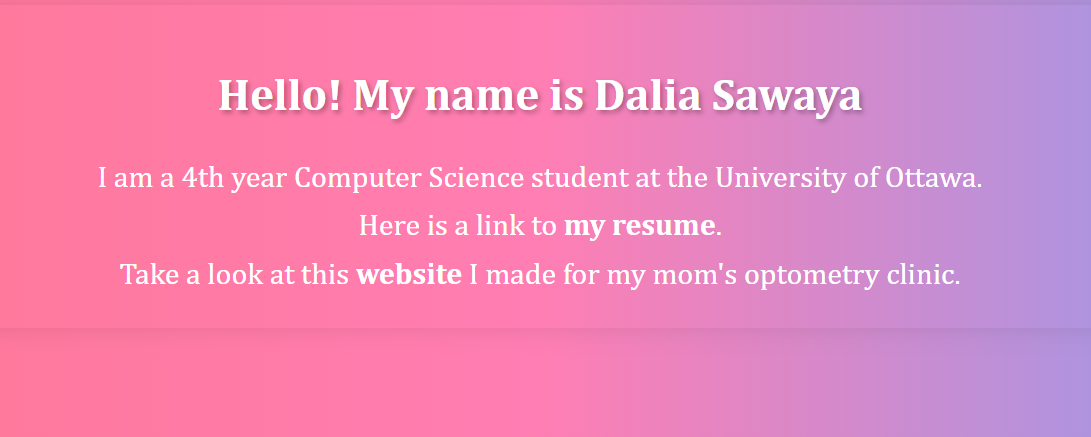 Hello! My name is Dalia Sawaya
I am a 4th year Computer Science student at the University of Ottawa.
Here is a link to my resume.
Take a look at this website I made for my mom's optometry clinic.